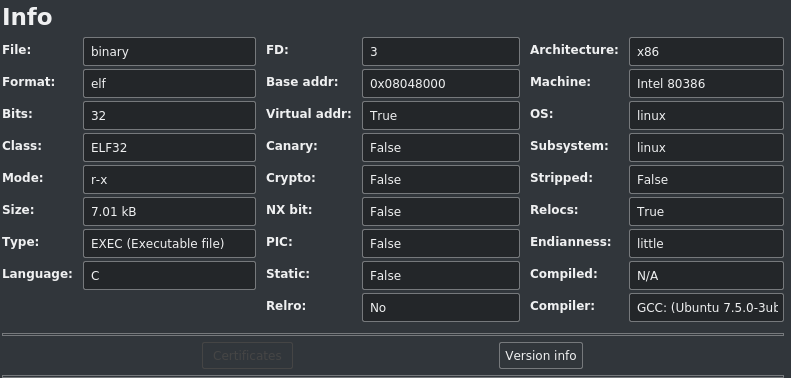 Info
File: binary FD: 3 Architecture: x86
Format: elf Base addr: 0x08048000 Machine: Intel 80386
Bits: 32 Virtual addr: True OS: linux
Class: ELF32 Canary: False Subsystem: linux
Mode: r-x Crypto: False Stripped: False
Size: 7.01 kB NX bit: False Relocs: True
Type: EXEC (Executable file) PIC: False Endianness: little
Language: C Static: False Compiled: N/A
Relro: No Compiler: GCC: (Ubuntu 7.5.0-3ub
Certificates Version info